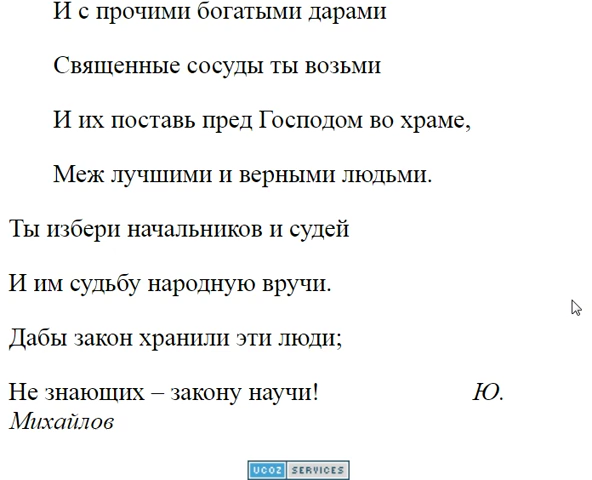 И с прочими богатыми дарами
Священные сосуды ты возьми
И их поставь пред Господом во храме,
Меж лучшими и верными людьми.
Ты избери начальников и судей
И им судьбу народную вручи.
Дабы закон хранили эти люди;
Не знающих – закону научи! Ю.
Михайлов
UCOZ SERVICES